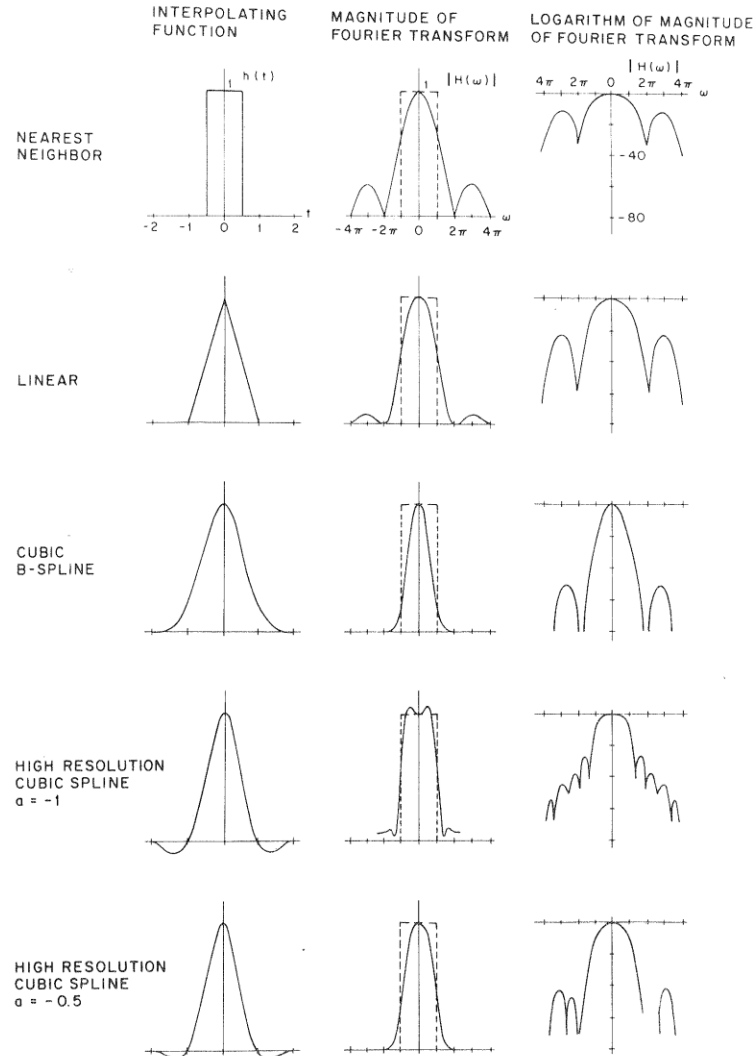 INTERPOLATING
FUNCTION
MAGNITUDE OF
FOURIER TRANSFORM
LOGARITHM OF MAGNITUDE
OF FOURIER TRANSFORM
NEAREST
NEIGHBOR
1 h(t)
-2 -1 0 1 2 t
1 |H(ω)|
-4π -2π 0 2π 4π ω
|H(ω)|
4π 2π 0 2π 4π
ω
-40
-80
LINEAR
CUBIC
B-SPLINE
HIGH RESOLUTION
CUBIC SPLINE
a = -1
HIGH RESOLUTION
CUBIC SPLINE
a = -0.5